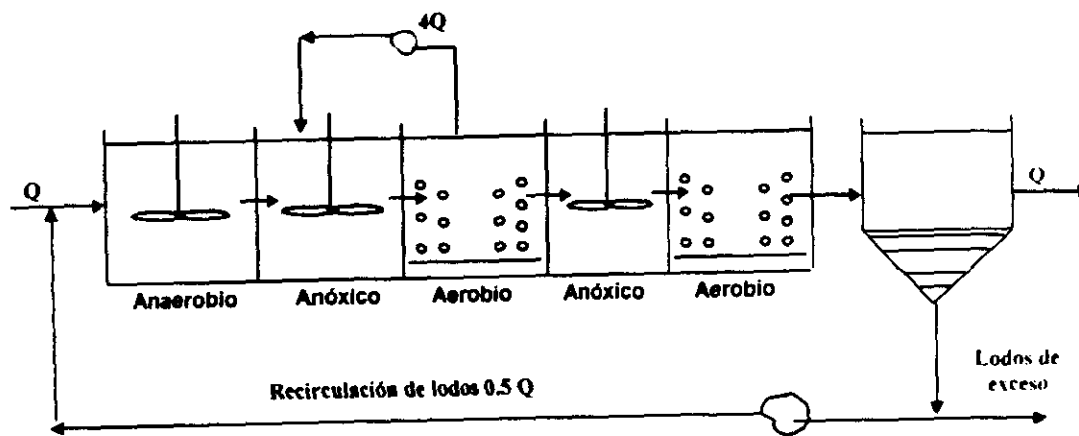 4Q
Q
Q
Anaerobio
Anóxico
Aerobio
Anóxico
Aerobio
Lodos de
exceso
Recirculación de lodos 0.5 Q